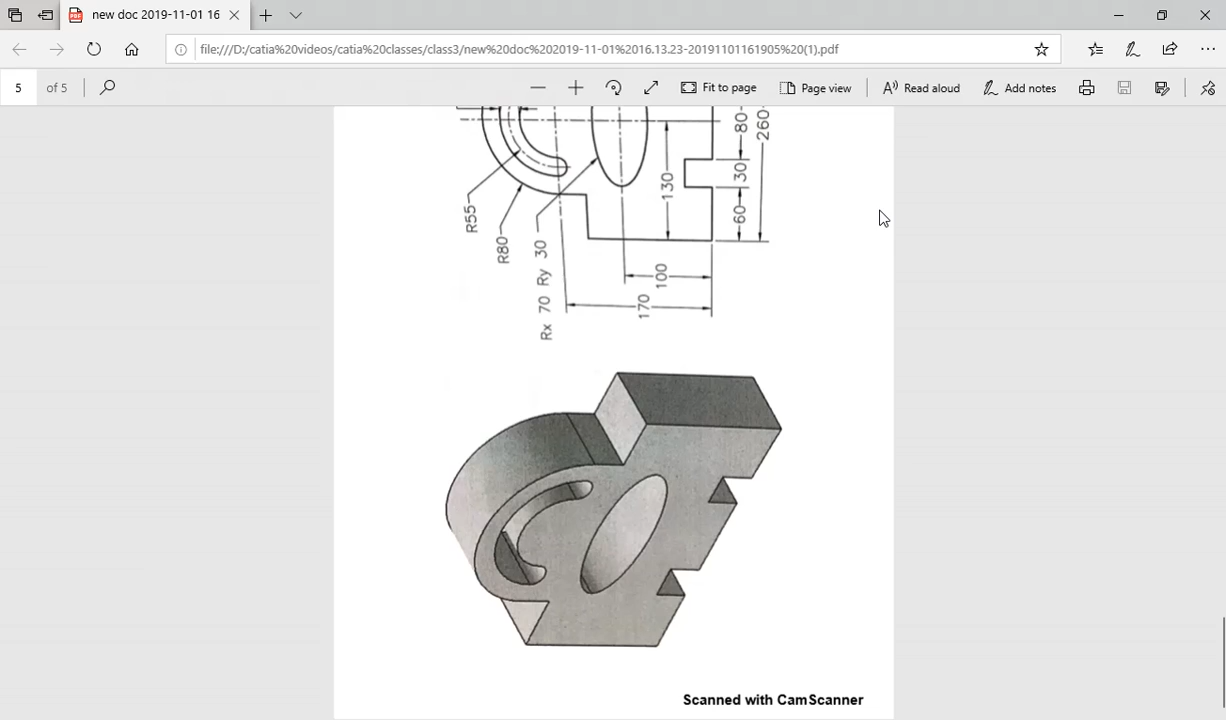 new doc 2019-11-01 16
file:///D:/catia%20videos/catia%20classes/class3/new%20doc%202019-11-01%2016.13.23-20191101161905%20(1).pdf
5 of 5
Fit to page
Page view
Read aloud
Add notes
R55
R80
Rx 70 Ry 30
130
80
260
30
60
100
170
Scanned with CamScanner